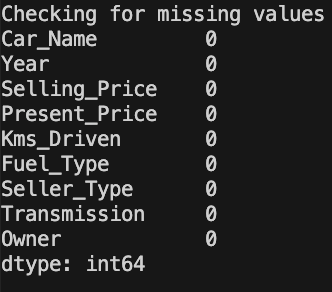 Checking for missing values
Car_Name         0
Year             0
Selling_Price    0
Present_Price    0
Kms_Driven       0
Fuel_Type        0
Seller_Type      0
Transmission     0
Owner            0
dtype: int64